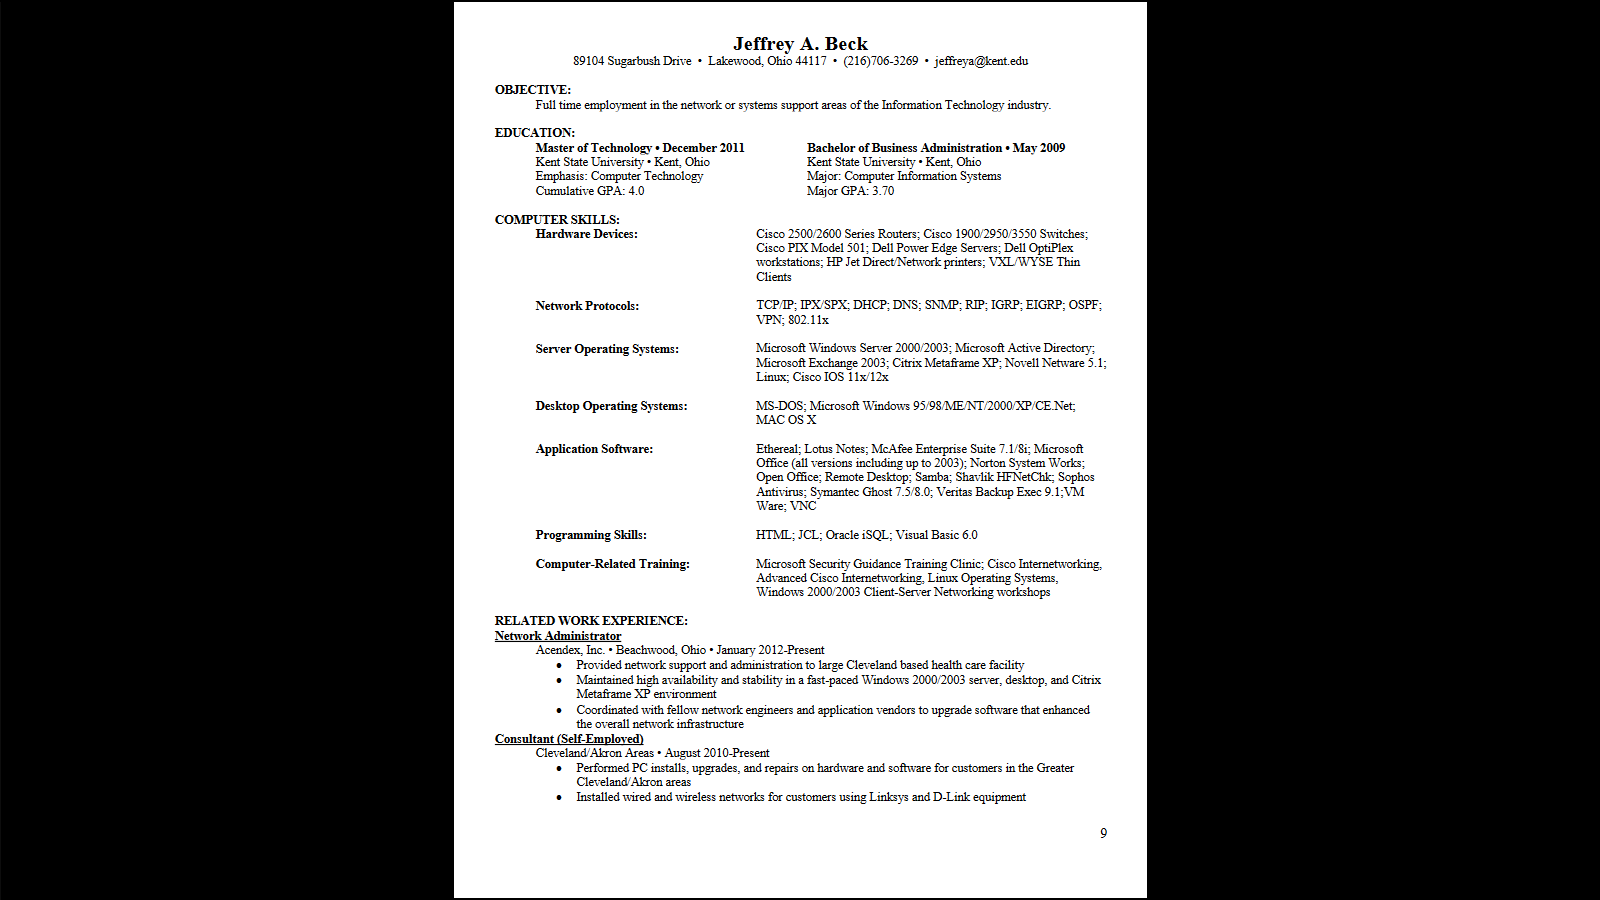 Jeffrey A. Beck
89104 Sugarbush Drive • Lakewood, Ohio 44117 • (216)706-3269 • jeffreya@kent.edu
OBJECTIVE:
Full time employment in the network or systems support areas of the Information Technology industry.
EDUCATION:
Master of Technology • December 2011 Bachelor of Business Administration • May 2009
Kent State University • Kent, Ohio Kent State University • Kent, Ohio
Emphasis: Computer Technology Major: Computer Information Systems
Cumulative GPA: 4.0 Major GPA: 3.70
COMPUTER SKILLS:
Hardware Devices: Cisco 2500/2600 Series Routers; Cisco 1900/2950/3550 Switches;
Cisco PIX Model 501; Dell Power Edge Servers; Dell OptiPlex
workstations; HP Jet Direct/Network printers; VXL/WYSE Thin
Clients
Network Protocols: TCP/IP; IPX/SPX; DHCP; DNS; SNMP; RIP; IGRP; EIGRP; OSPF;
VPN; 802.11x
Server Operating Systems: Microsoft Windows Server 2000/2003; Microsoft Active Directory;
Microsoft Exchange 2003; Citrix Metaframe XP; Novell Netware 5.1;
Linux; Cisco IOS 11x/12x
Desktop Operating Systems: MS-DOS; Microsoft Windows 95/98/ME/NT/2000/XP/CE.Net;
MAC OS X
Application Software: Ethereal; Lotus Notes; McAfee Enterprise Suite 7.1/8i; Microsoft
Office (all versions including up to 2003); Norton System Works;
Open Office; Remote Desktop; Samba; Shavlik HFNetChk; Sophos
Antivirus; Symantec Ghost 7.5/8.0; Veritas Backup Exec 9.1;VM
Ware; VNC
Programming Skills: HTML; JCL; Oracle iSQL; Visual Basic 6.0
Computer-Related Training: Microsoft Security Guidance Training Clinic; Cisco Internetworking,
Advanced Cisco Internetworking, Linux Operating Systems,
Windows 2000/2003 Client-Server Networking workshops
RELATED WORK EXPERIENCE:
Network Administrator
Acendex, Inc. • Beachwood, Ohio • January 2012-Present
• Provided network support and administration to large Cleveland based health care facility
• Maintained high availability and stability in a fast-paced Windows 2000/2003 server, desktop, and Citrix
Metaframe XP environment
• Coordinated with fellow network engineers and application vendors to upgrade software that enhanced
the overall network infrastructure
Consultant (Self-Employed)
Cleveland/Akron Areas • August 2010-Present
• Performed PC installs, upgrades, and repairs on hardware and software for customers in the Greater
Cleveland/Akron areas
• Installed wired and wireless networks for customers using Linksys and D-Link equipment
9